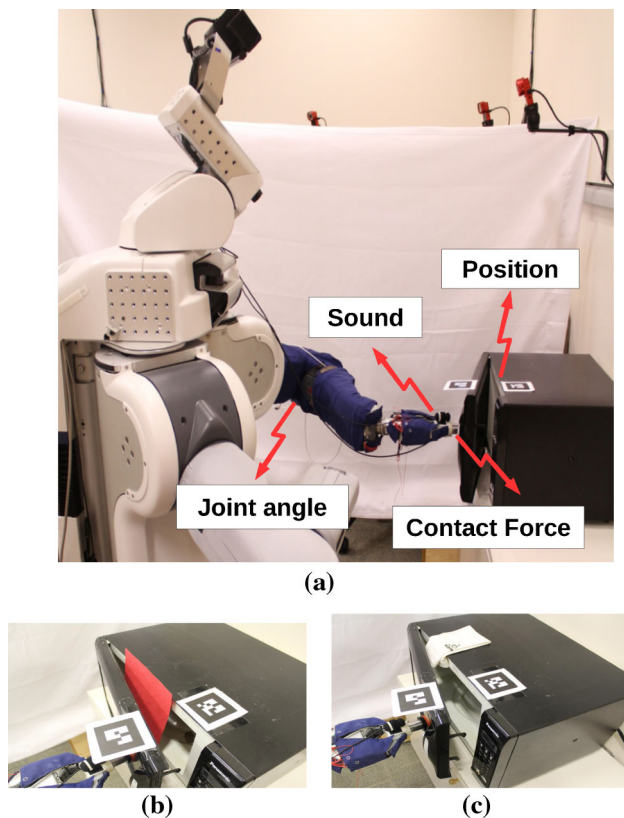 Position
Sound
Joint angle
Contact Force
(a)
(b)
(c)